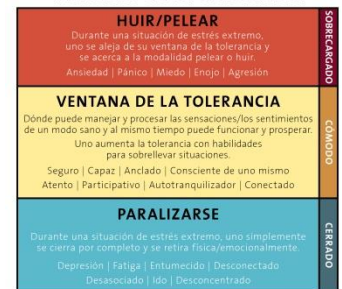 HUIR/PELEAR
Durante una situación de estrés extremo,
uno se aleja de su ventana de la tolerancia y
se acerca a la modalidad pelear o huir.
Ansiedad | Pánico | Miedo | Enojo | Agresión
SOBRECARGADO
VENTANA DE LA TOLERANCIA
Dónde puede manejar y procesar las sensaciones/los sentimientos
de un modo sano y al mismo tiempo puede funcionar y prosperar.
Uno aumenta la tolerancia con habilidades
para sobrellevar situaciones.
Seguro | Capaz | Anclado | Consciente de uno mismo
Atento | Participativo | Autotranquilizador | Conectado
CÓMODO
PARALIZARSE
Durante una situación de estrés extremo, uno simplemente
se cierra por completo y se retira física/emocionalmente.
Depresión | Fatiga | Entumecido | Desconectado
Desasociado | Ido | Desconcentrado
CERRADO